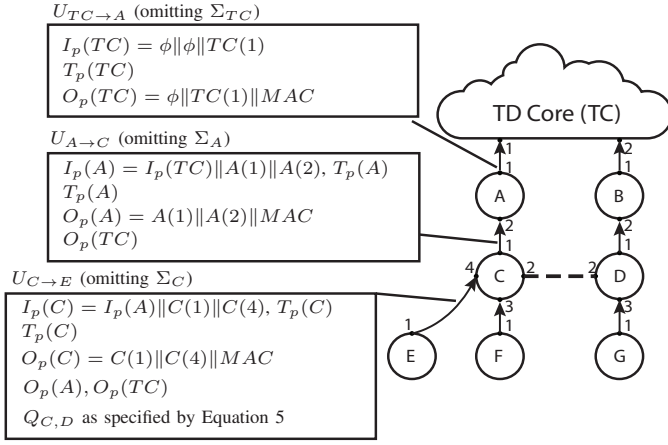 U_{TC→A} (omitting Σ_{TC})
I_p(TC) = ϕ‖ϕ‖TC(1)
T_p(TC)
O_p(TC) = ϕ‖TC(1)‖MAC
TD Core (TC)
1
2
1
1
U_{A→C} (omitting Σ_A)
I_p(A) = I_p(TC)‖A(1)‖A(2), T_p(A)
T_p(A)
O_p(A) = A(1)‖A(2)‖MAC
O_p(TC)
A
B
2
2
1
1
U_{C→E} (omitting Σ_C)
I_p(C) = I_p(A)‖C(1)‖C(4), T_p(C)
T_p(C)
O_p(C) = C(1)‖C(4)‖MAC
O_p(A), O_p(TC)
Q_{C,D} as specified by Equation 5
4
C
2
2
D
3
3
1
1
1
E
F
G